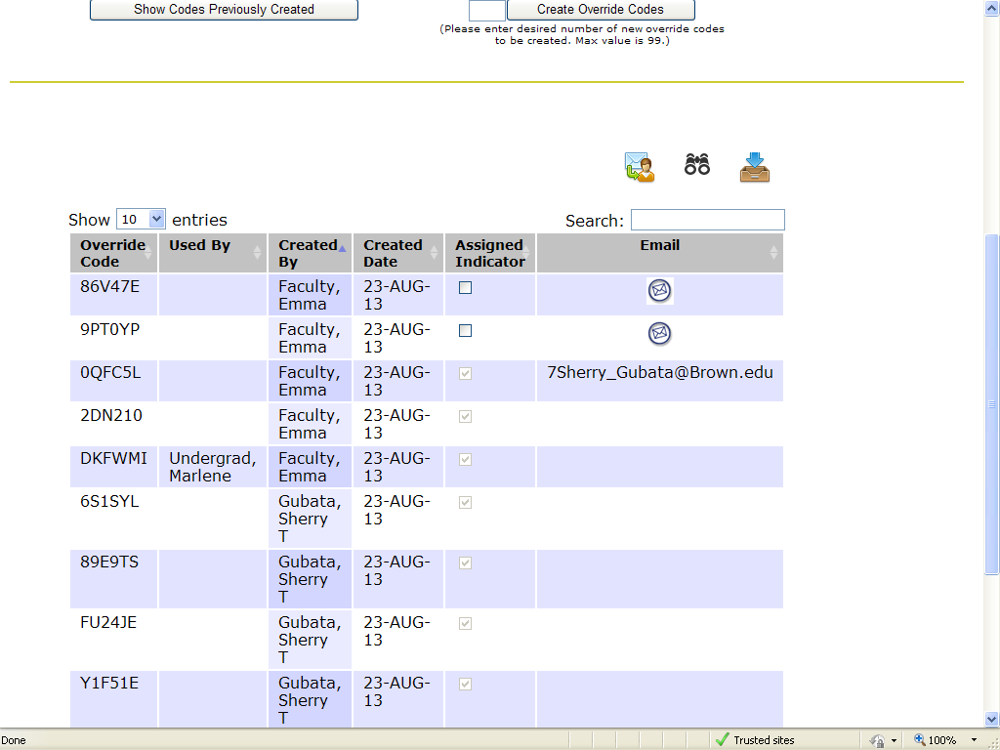 Show Codes Previously Created
Create Override Codes
(Please enter desired number of new override codes
to be created. Max value is 99.)
Show 10 entries
Search:
Override Code Used By Created By Created Date Assigned Indicator Email
86V47E Faculty, Emma 23-AUG-13
9PT0YP Faculty, Emma 23-AUG-13
0QFC5L Faculty, Emma 23-AUG-13 7Sherry_Gubata@Brown.edu
2DN210 Faculty, Emma 23-AUG-13
DKFWMI Undergrad, Marlene Faculty, Emma 23-AUG-13
6S1SYL Gubata, Sherry T 23-AUG-13
89E9TS Gubata, Sherry T 23-AUG-13
FU24JE Gubata, Sherry T 23-AUG-13
Y1F51E Gubata, Sherry T 23-AUG-13
Done Trusted sites 100%